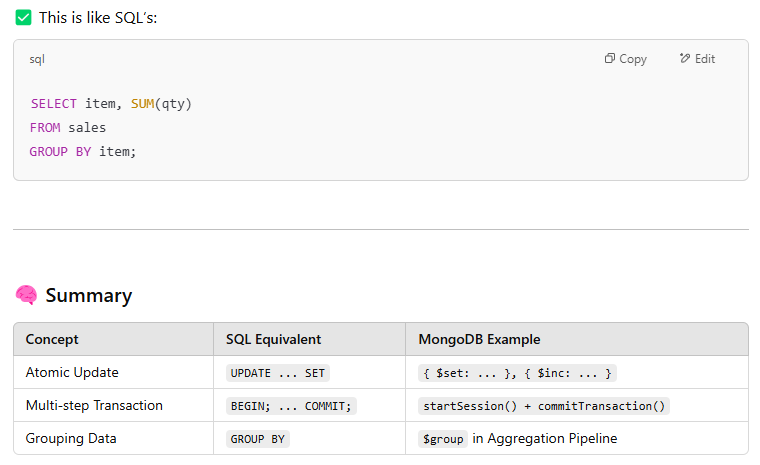 ✅ This is like SQL's:
sql Copy Edit
SELECT item, SUM(qty)
FROM sales
GROUP BY item;
🧠 Summary
Concept SQL Equivalent MongoDB Example
Atomic Update UPDATE ... SET { $set: ... }, { $inc: ... }
Multi-step Transaction BEGIN; ... COMMIT; startSession() + commitTransaction()
Grouping Data GROUP BY $group in Aggregation Pipeline